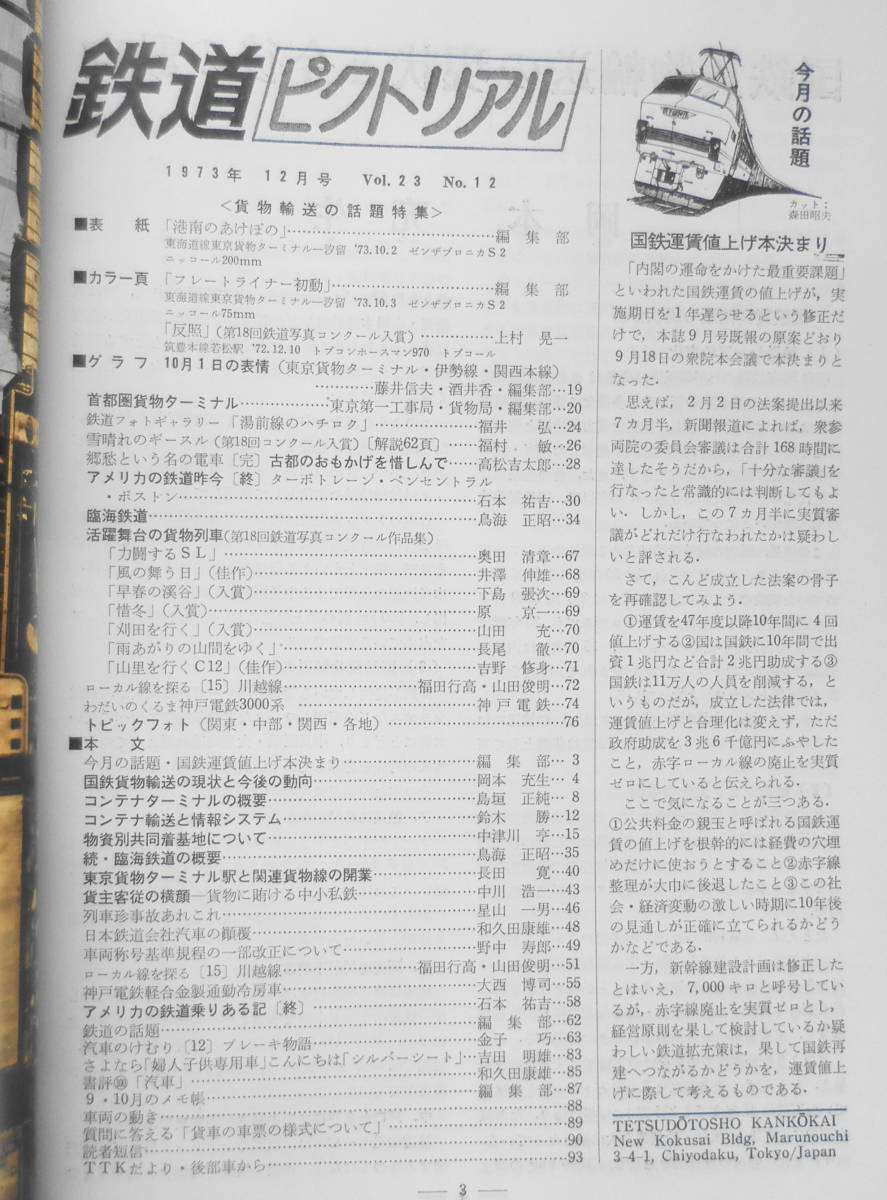 鉄道ピクトリアル
1973年 12月号 Vol.23 No.12
<貨物輸送の話題特集>
■表紙 「港南のあけぼの」……編集部
東海道線東京貨物ターミナル―汐留 '73.10.2 ゼンザブロニカS2
ニッコール200mm
■カラー頁 「フレートライナー初動」……編集部
東海道線東京貨物ターミナル―汐留 '73.10.3 ゼンザブロニカS2
ニッコール75mm
「反照」(第18回鉄道写真コンクール入賞)……上村 晃一
筑豊本線若松駅 '72.12.10 トプコンホースマン970 トプコール
■グラフ 10月1日の表情(東京貨物ターミナル・伊勢線・関西本線)
……藤井信夫・酒井香・編集部…19
首都圏貨物ターミナル……東京第一工事局・貨物局・編集部…20
鉄道フォトギャラリー「湯前線のハチロク」……福井 弘…24
雪晴れのギースル(第18回コンクール入賞)〔解説62頁〕……福村 敏…26
郷愁という名の電車〔完〕古都のおもかげを惜しんで……高松吉太郎…28
アメリカの鉄道昨今〔終〕ターボトレーン・ペンセントラル
・ボストン……石本 祐吉…30
臨海鉄道……鳥海 正昭…34
活躍舞台の貨物列車(第18回鉄道写真コンクール作品集)
「力闘するSL」……奥田 清章…67
「風の舞う日」(佳作)……井澤 伸雄…68
「早春の溪谷」(入賞)……下島 張次…69
「惜冬」(入賞)……原 京一…69
「刈田を行く」(入賞)……山田 充…70
「雨あがりの山間をゆく」……長尾 徹…70
「山里を行くC12」(佳作)……吉野 修身…71
ローカル線を探る〔15〕川越線……福田行高・山田俊明…72
わだいのくるま神戸電鉄3000系……神戸電鉄…74
トピックフォト(関東・中部・関西・各地)……76
■本文
今月の話題・国鉄運賃値上げ本決まり……編集部…3
国鉄貨物輸送の現状と今後の動向……岡本 充生…4
コンテナターミナルの概要……島垣 正純…8
コンテナ輸送と情報システム……鈴木 勝…12
物資別共同着基地について……中津川 亨…15
続・臨海鉄道の概要……鳥海 正昭…35
東京貨物ターミナル駅と関連貨物線の開業……長田 寛…40
貨主客従の横顔―貨物に賭ける中小私鉄……中川 浩一…43
列車珍事故あれこれ……星山 一男…46
日本鉄道会社汽車の顛覆……和久田康雄…48
車両称号基準規程の一部改正について……野中 寿郎…49
ローカル線を探る〔15〕川越線……福田行高・山田俊明…51
神戸電鉄軽合金製通勤冷房車……大西 博司…55
アメリカの鉄道乗りある記〔終〕……石本 祐吉…58
鉄道の話題……編集部…62
汽車のけむり〔12〕ブレーキ物語……金子 巧…63
さよなら「婦人子供専用車」こんにちは「シルバーシート」…吉田 明雄…83
書評⑩「汽車」……和久田康雄…85
9・10月のメモ帳……編集部…87
車両の動き……88
質問に答える「貨車の車票の様式について」……89
読者短信……90
TTKだより・後部車から……93
今月の話題
カット:
森田昭夫
国鉄運賃値上げ本決まり
「内閣の運命をかけた最重要課題」
といわれた国鉄運賃の値上げが,実
施期日を1年遅らせるという修正だ
けで,本誌9月号既報の原案どおり
9月18日の衆院本会議で本決まりと
なった.
思えば,2月2日の法案提出以来
7ヵ月半,新聞報道によれば,衆参
両院の委員会審議は合計168時間に
達したそうだから,「十分な審議」を
行なったと常識的には判断してもよ
い.しかし,この7ヵ月半に実質審
議がどれだけ行なわれたかは疑わし
いと評される.
さて,こんど成立した法案の骨子
を再確認してみよう.
①運賃を47年度以降10年間に4回
値上げする②国は国鉄に10年間で出
資1兆円など合計2兆円助成する③
国鉄は11万人の人員を削減する,と
いうものだが,成立した法律では,
運賃値上げと合理化は変えず,ただ
政府助成を3兆6千億円にふやした
こと,赤字ローカル線の廃止を実質
ゼロにしていると伝えられる.
ここで気になることが三つある.
①公共料金の親玉と呼ばれる国鉄運
賃の値上げを根幹的には経費の穴埋
めだけに使おうとすること②赤字線
整理が大巾に後退したこと③この社
会・経済変動の激しい時期に10年後
の見通しが正確に立てられるかどう
かなどである.
一方,新幹線建設計画は修正した
とはいえ,7,000キロと呼号してい
るが,赤字線廃止を実質ゼロとし,
経営原則を果して検討しているか疑
わしい鉄道拡充策は,果して国鉄再
建へつながるかどうかを,運賃値上
げに際して考えるものである.
TETSUDŌTOSHO KANKŌKAI
New Kokusai Bldg, Marunouchi
3-4-1, Chiyodaku, Tokyo/Japan
― 3 ―